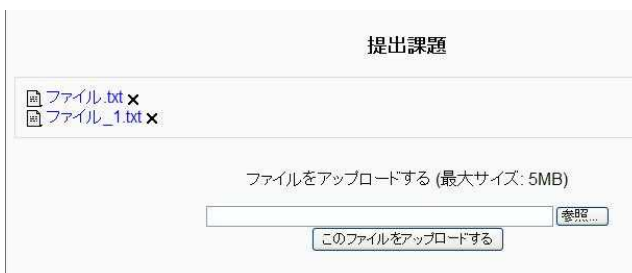 提出課題
ファイル.txt ×
ファイル_1.txt ×
ファイルをアップロードする (最大サイズ: 5MB)
参照...
このファイルをアップロードする